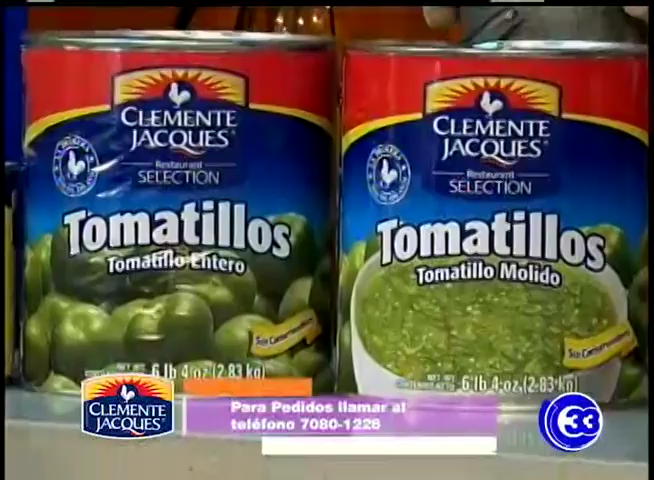 CLEMENTE
JACQUES
Restaurant
SELECTION
Tomatillos
Tomatillo Entero
6 lb 4 oz (2.83 kg)
CLEMENTE
JACQUES
Restaurant
SELECTION
Tomatillos
Tomatillo Molido
6 lb 4 oz (2.83 kg)
CLEMENTE
JACQUES
Para Pedidos llamar al
teléfono 7080-1226
33